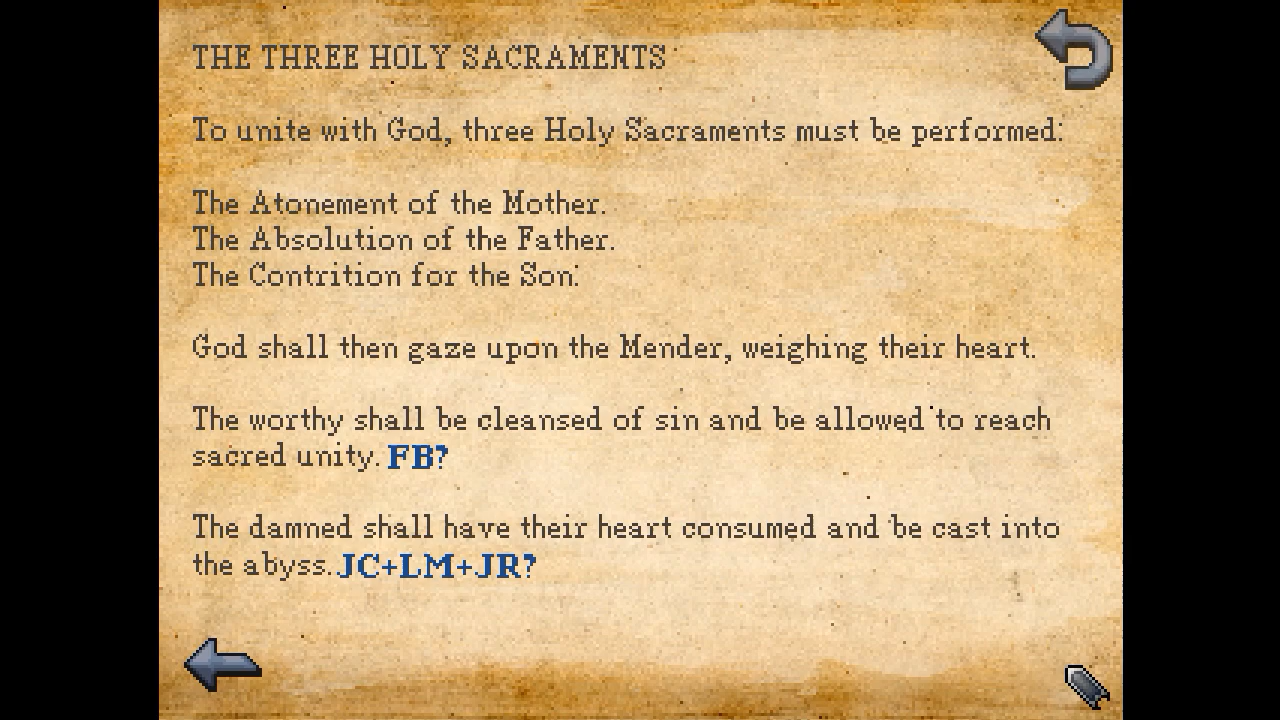 THE THREE HOLY SACRAMENTS
To unite with God, three Holy Sacraments must be performed:
The Atonement of the Mother.
The Absolution of the Father.
The Contrition for the Son.
God shall then gaze upon the Mender, weighing their heart.
The worthy shall be cleansed of sin and be allowed to reach
sacred unity. FB?
The damned shall have their heart consumed and be cast into
the abyss. JC+LM+JR?